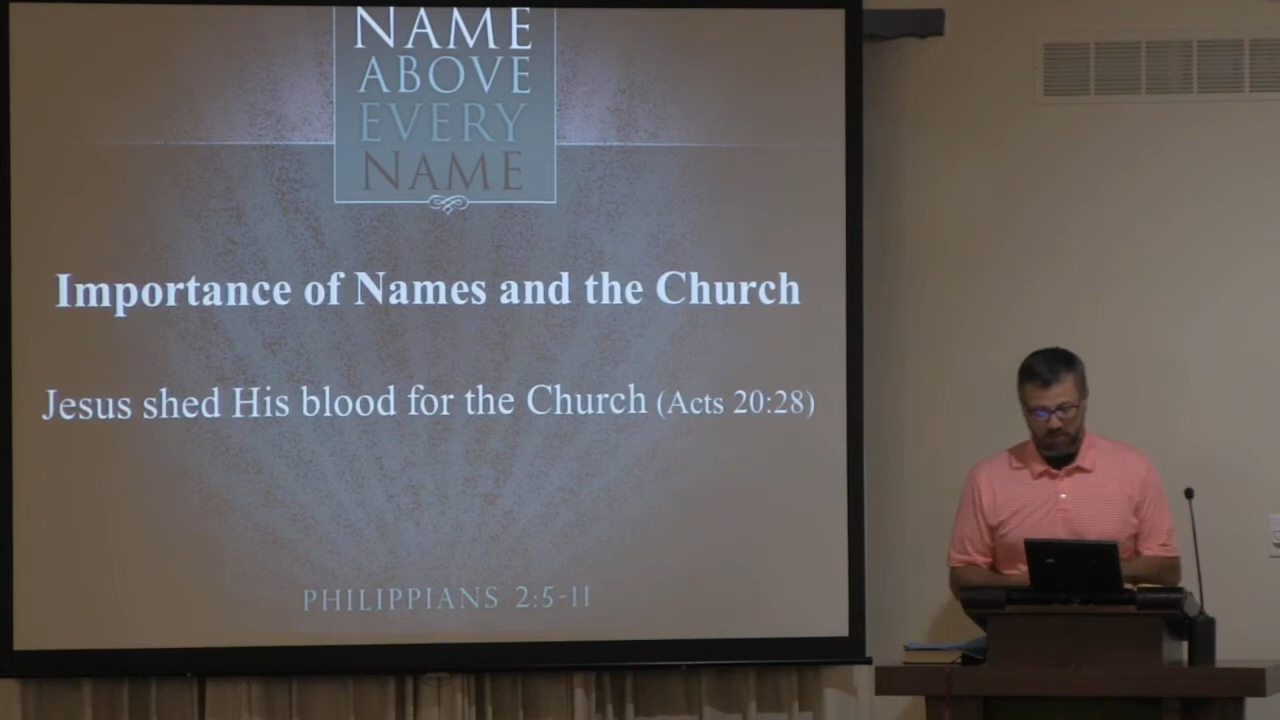 NAME
ABOVE
EVERY
NAME
Importance of Names and the Church
Jesus shed His blood for the Church (Acts 20:28)
PHILIPPIANS 2:5-11